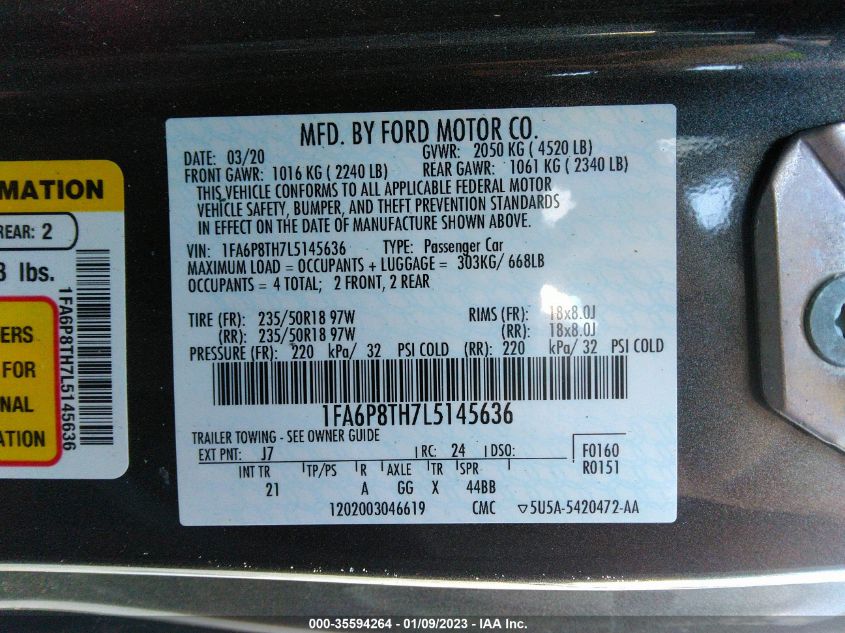 MFD. BY FORD MOTOR CO.
DATE: 03/20 GVWR: 2050 KG ( 4520 LB)
FRONT GAWR: 1016 KG ( 2240 LB) REAR GAWR: 1061 KG ( 2340 LB)
THIS VEHICLE CONFORMS TO ALL APPLICABLE FEDERAL MOTOR
VEHICLE SAFETY, BUMPER, AND THEFT PREVENTION STANDARDS
IN EFFECT ON THE DATE OF MANUFACTURE SHOWN ABOVE.
VIN: 1FA6P8TH7L5145636 TYPE: Passenger Car
MAXIMUM LOAD = OCCUPANTS + LUGGAGE = 303KG/ 668LB
OCCUPANTS = 4 TOTAL; 2 FRONT, 2 REAR
TIRE (FR): 235/50R18 97W RIMS (FR): 18x8.0J
(RR): 235/50R18 97W (RR): 18x8.0J
PRESSURE (FR): 220 kPa/ 32 PSI COLD (RR): 220 kPa/ 32 PSI COLD
1FA6P8TH7L5145636
TRAILER TOWING - SEE OWNER GUIDE
EXT PNT: J7 RC: 24 DSO: F0160
R0151
INT TR TP/PS R AXLE TR SPR
21 A GG X 44BB
1202003046619 CMC ▽5U5A-5420472-AA
RMATION
REAR: 2
8 lbs.
1FA6P8TH7L5145636
ERS
FOR
NAL
ATION
000-35594264 - 01/09/2023 - IAA Inc.